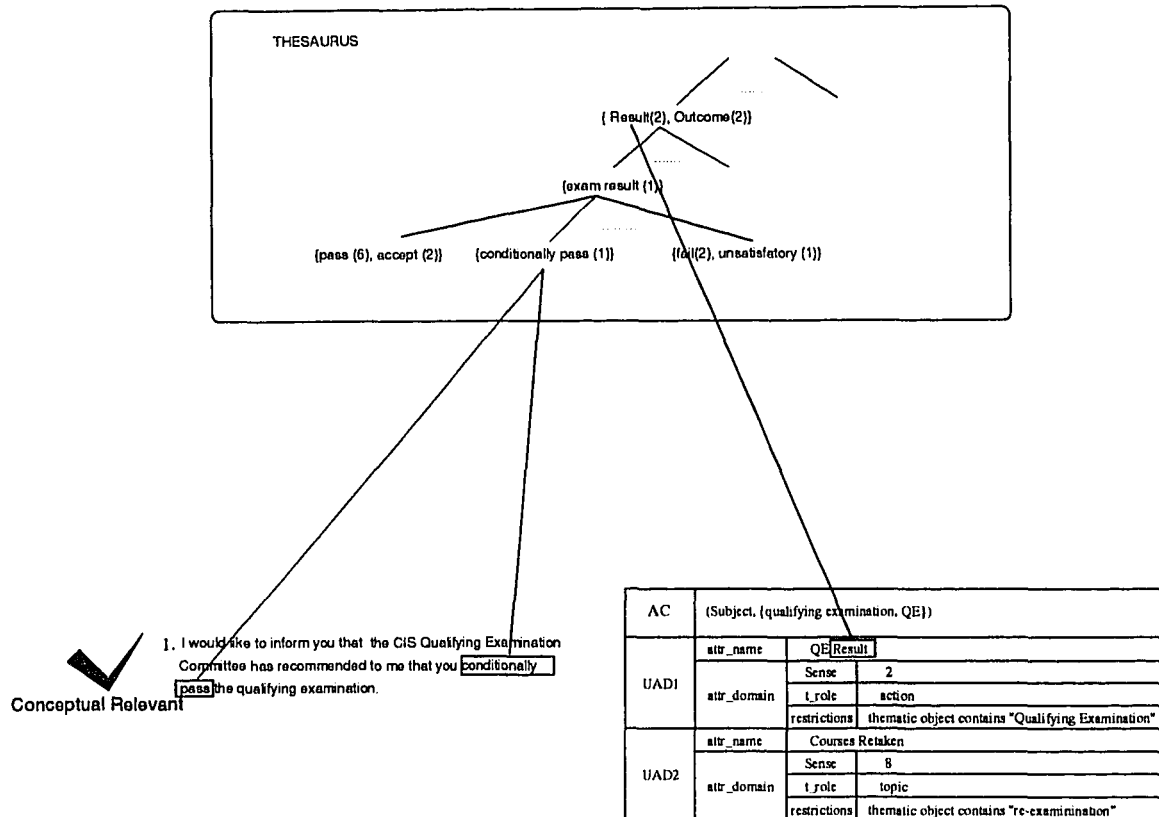 THESAURUS
......
{ Result(2), Outcome(2)}
.......
{exam result (1)}
........
{pass (6), accept (2)} {conditionally pass (1)} {fail(2), unsatisfatory (1)}
1. I would like to inform you that the CIS Qualifying Examination
Committee has recommended to me that you conditionally
pass the qualifying examination.
Conceptual Relevant
AC (Subject, {qualifying examination, QE})
UAD1
attr_name QE Result
attr_domain
Sense 2
t_role action
restrictions thematic object contains "Qualifying Examination"
UAD2
attr_name Courses Retaken
attr_domain
Sense 8
t_role topic
restrictions thematic object contains "re-examinination"